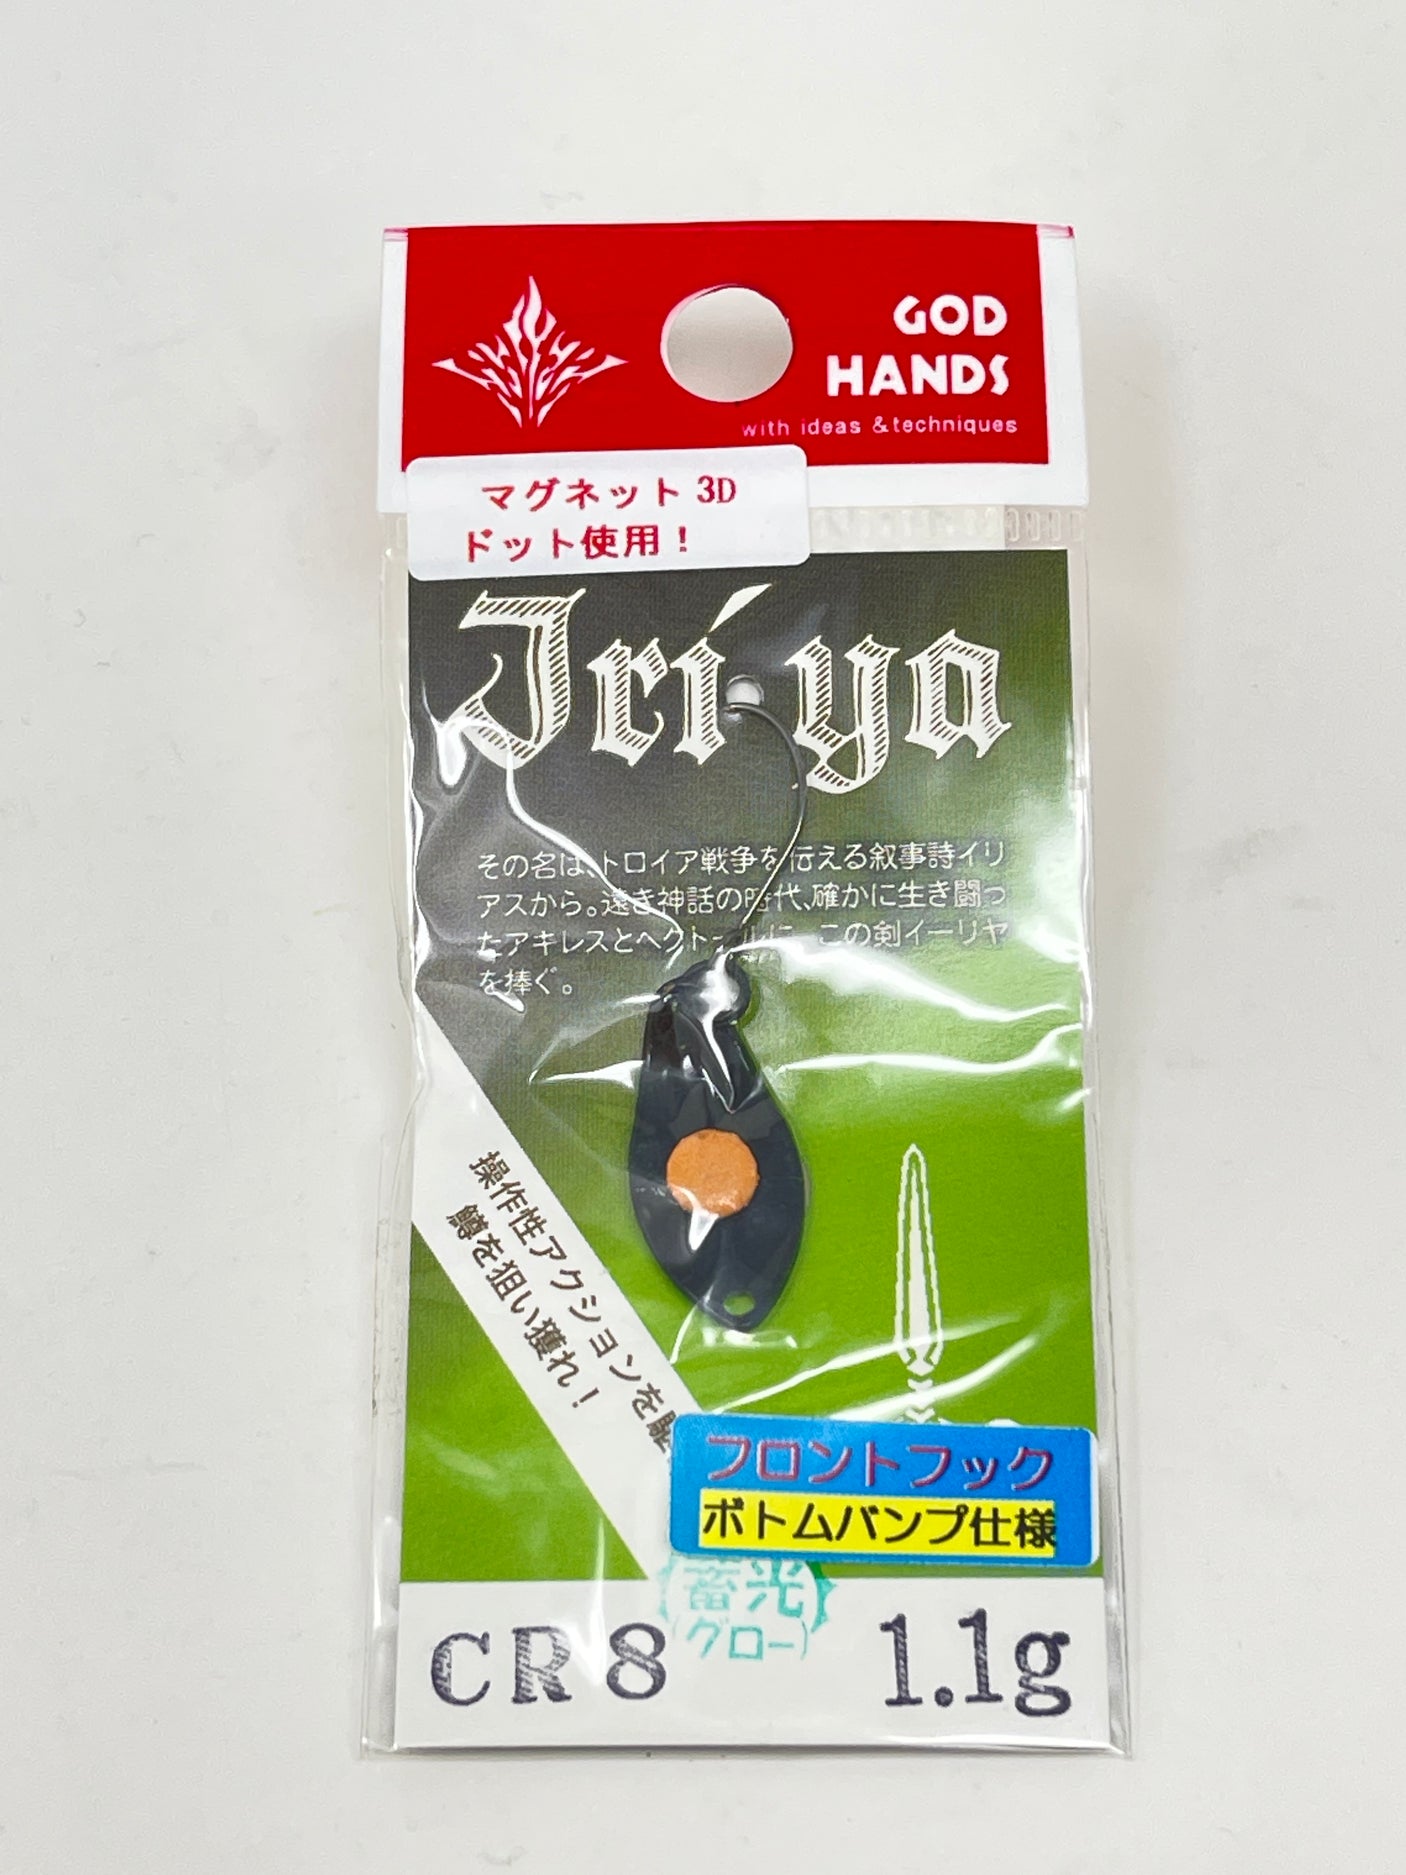 GOD
HANDS
with ideas & techniques
マグネット 3D
ドット使用！
Iri ya
その名は、トロイア戦争を伝える叙事詩イリ
アスから。遠き神話の時代、確かに生き闘っ
たアキレスとヘクトールに、この剣イーリヤ
を捧ぐ。
操作性アクションを駆
鱒を狙い獲れ！
フロントフック
ボトムバンプ仕様
蓄光
(グロー)
CR8
1.1g